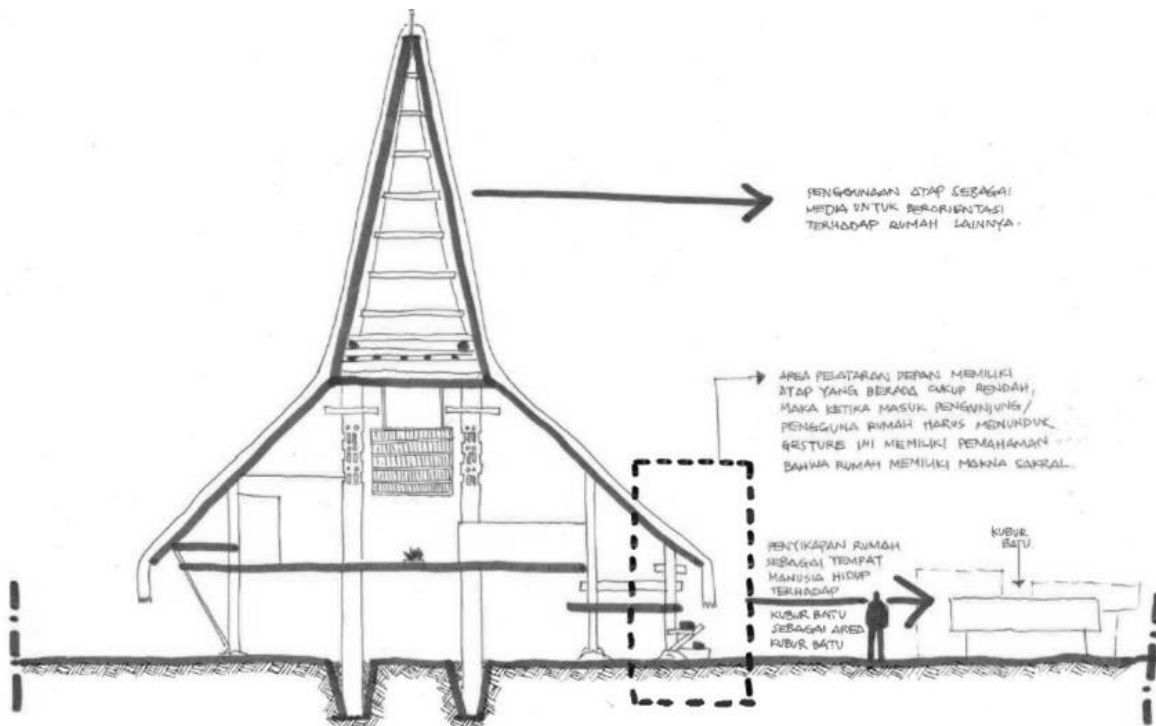 PENGGUNAAN ATAP SEBAGAI
MEDIA UNTUK BERORIENTASI
TERHADAP RUMAH LAINNYA.
AREA PELATARAN DEPAN MEMILIKI
ATAP YANG BERADA CUKUP RENDAH,
MAKA KETIKA MASUK PENGUNJUNG/
PENGGUNA RUMAH HARUS MENUNDUK
GESTURE INI MEMILIKI PEMAHAMAN
BAHWA RUMAH MEMILIKI MAKNA SAKRAL.
PENYIKAPAN RUMAH
SEBAGAI TEMPAT
MANUSIA HIDUP
TERHADAP
KUBUR BATU
SEBAGAI AREA
KUBUR BATU
KUBUR
BATU